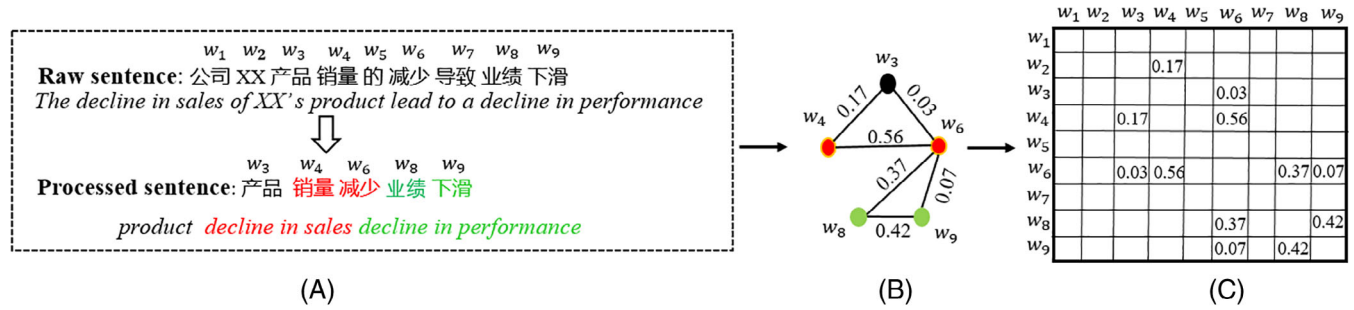 w1 w2 w3 w4 w5 w6 w7 w8 w9
Raw sentence: 公司 XX 产品 销量 的 减少 导致 业绩 下滑
The decline in sales of XX's product lead to a decline in performance
w3 w4 w6 w8 w9
Processed sentence: 产品 销量 减少 业绩 下滑
product decline in sales decline in performance
(A)
w3
0.17 0.03
w4 w6
0.56
0.37 0.07
w8 w9
0.42
(B)
w1 w2 w3 w4 w5 w6 w7 w8 w9
w1
w2 0.17
w3 0.03
w4 0.17 0.56
w5
w6 0.03 0.56 0.37 0.07
w7
w8 0.37 0.42
w9 0.07 0.42
(C)